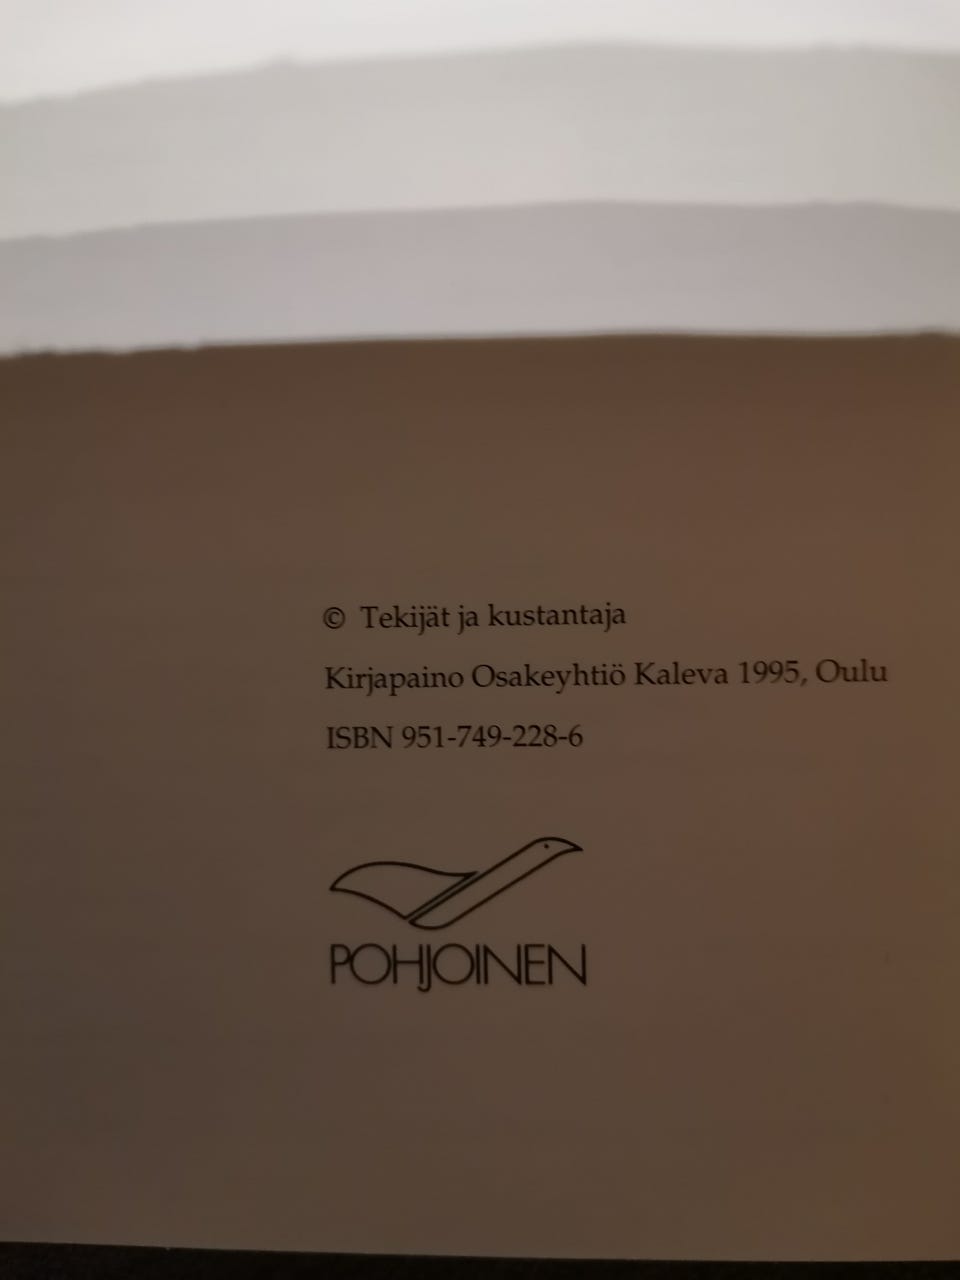 © Tekijät ja kustantaja
Kirjapaino Osakeyhtiö Kaleva 1995, Oulu
ISBN 951-749-228-6
POHJOINEN